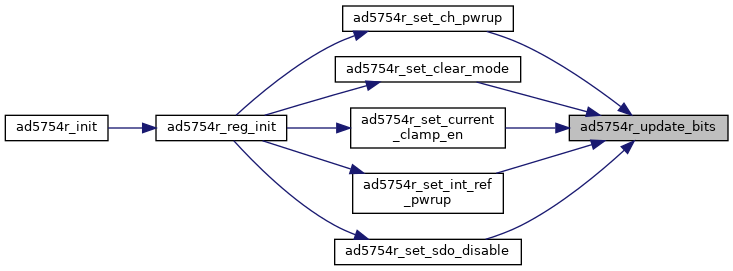 ad5754r_set_ch_pwrup
ad5754r_set_clear_mode
ad5754r_init
ad5754r_reg_init
ad5754r_set_current
_clamp_en
ad5754r_update_bits
ad5754r_set_int_ref
_pwrup
ad5754r_set_sdo_disable